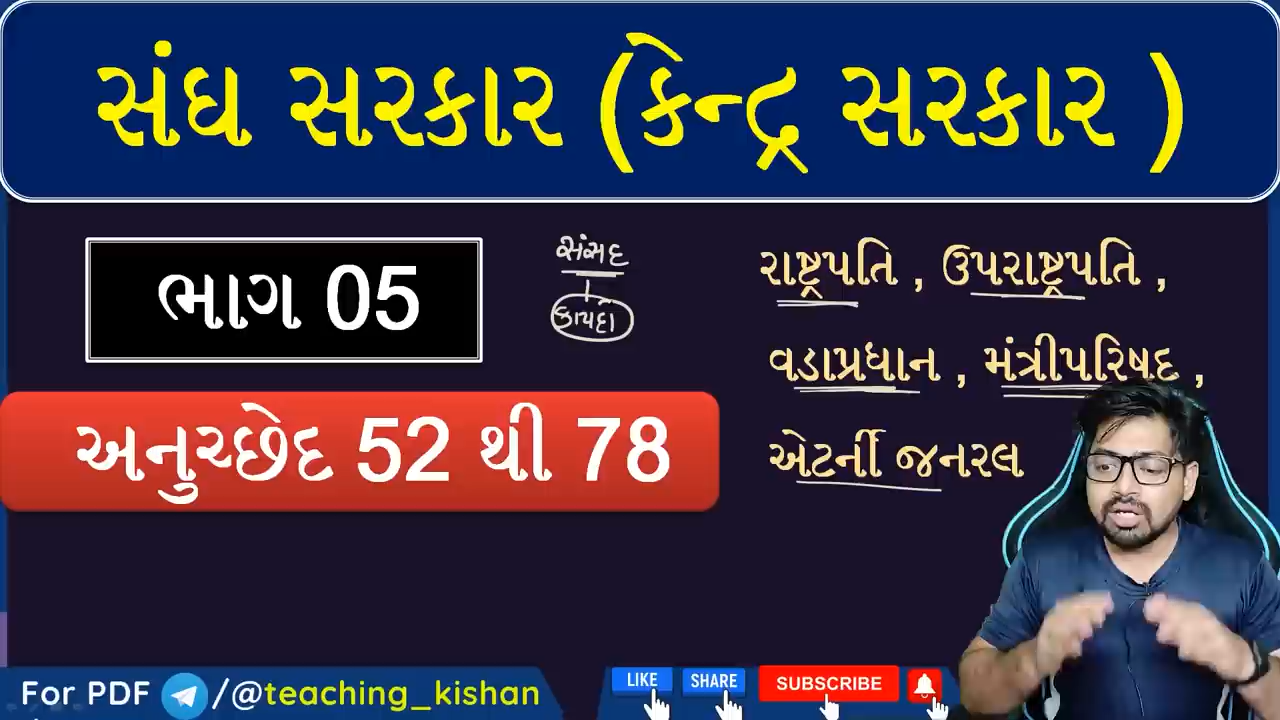 સંઘ સરકાર (કેન્દ્ર સરકાર )
ભાગ 05
સંસદ
કાયદો
રાષ્ટ્રપતિ , ઉપરાષ્ટ્રપતિ ,
વડાપ્રધાન , મંત્રીપરિષદ ,
એટર્ની જનરલ
અનુચ્છેદ 52 થી 78
For PDF /@teaching_kishan
LIKE SHARE SUBSCRIBE